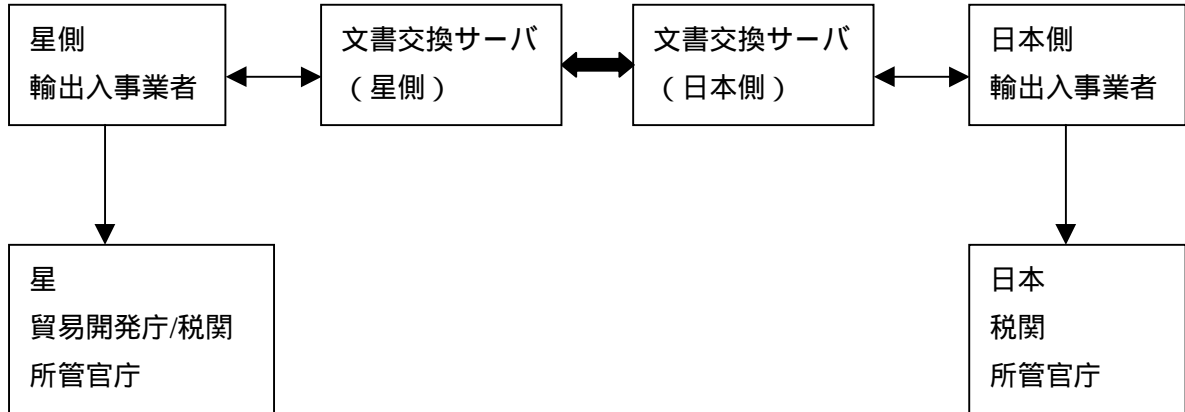 星側
輸出入事業者
文書交換サーバ
（星側）
文書交換サーバ
（日本側）
日本側
輸出入事業者
星
貿易開発庁/税関
所管官庁
日本
税関
所管官庁